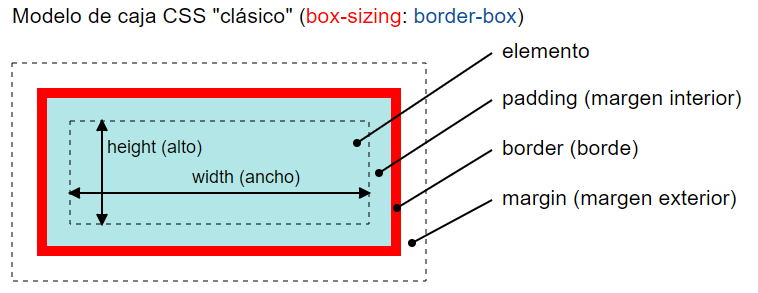 Modelo de caja CSS "clásico" (box-sizing: border-box)
elemento
padding (margen interior)
height (alto)
border (borde)
width (ancho)
margin (margen exterior)